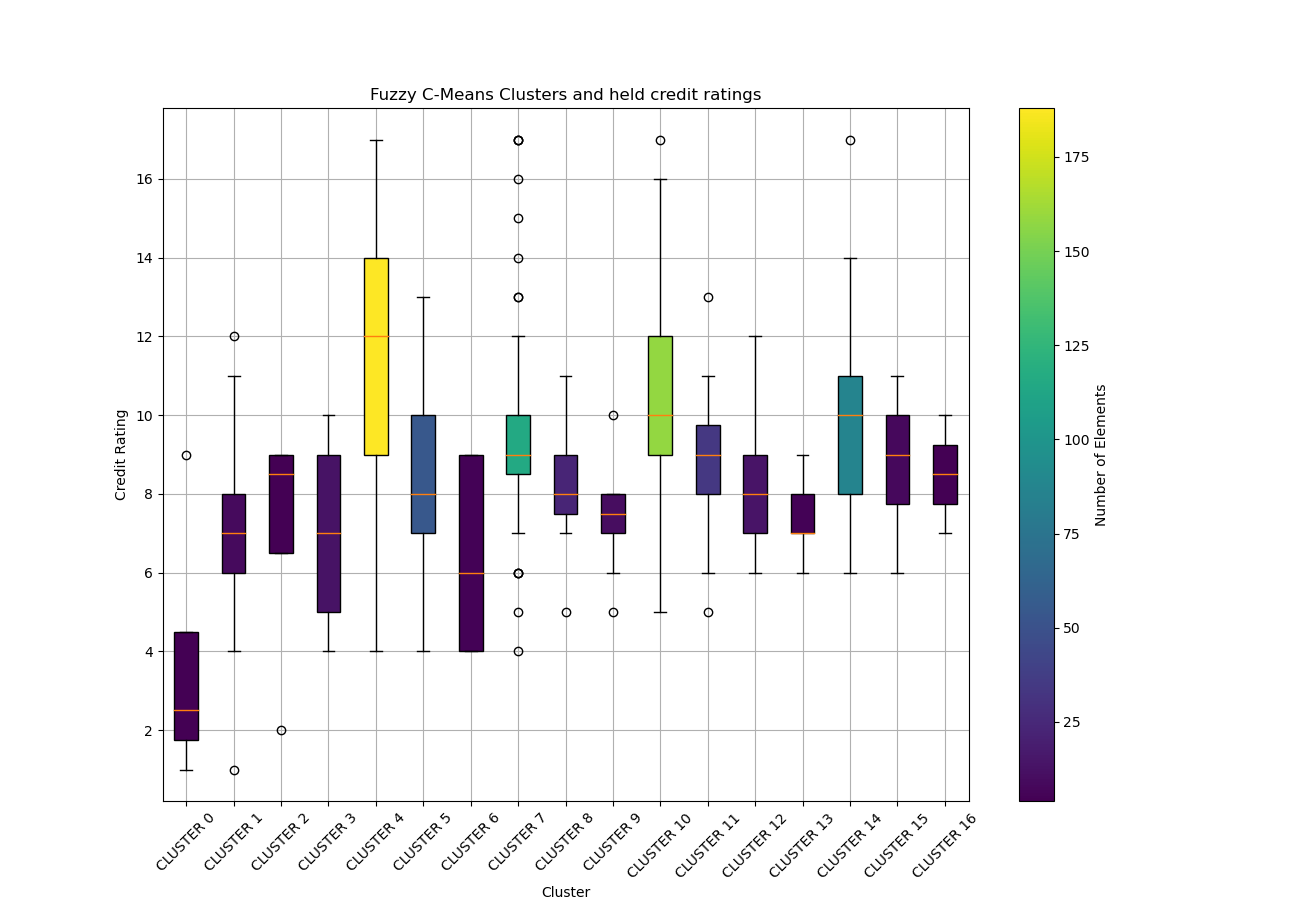 Fuzzy C-Means Clusters and held credit ratings
Credit Rating
16
14
12
10
8
6
4
2
CLUSTER 0
CLUSTER 1
CLUSTER 2
CLUSTER 3
CLUSTER 4
CLUSTER 5
CLUSTER 6
CLUSTER 7
CLUSTER 8
CLUSTER 9
CLUSTER 10
CLUSTER 11
CLUSTER 12
CLUSTER 13
CLUSTER 14
CLUSTER 15
CLUSTER 16
Cluster
175
150
125
100
75
50
25
Number of Elements